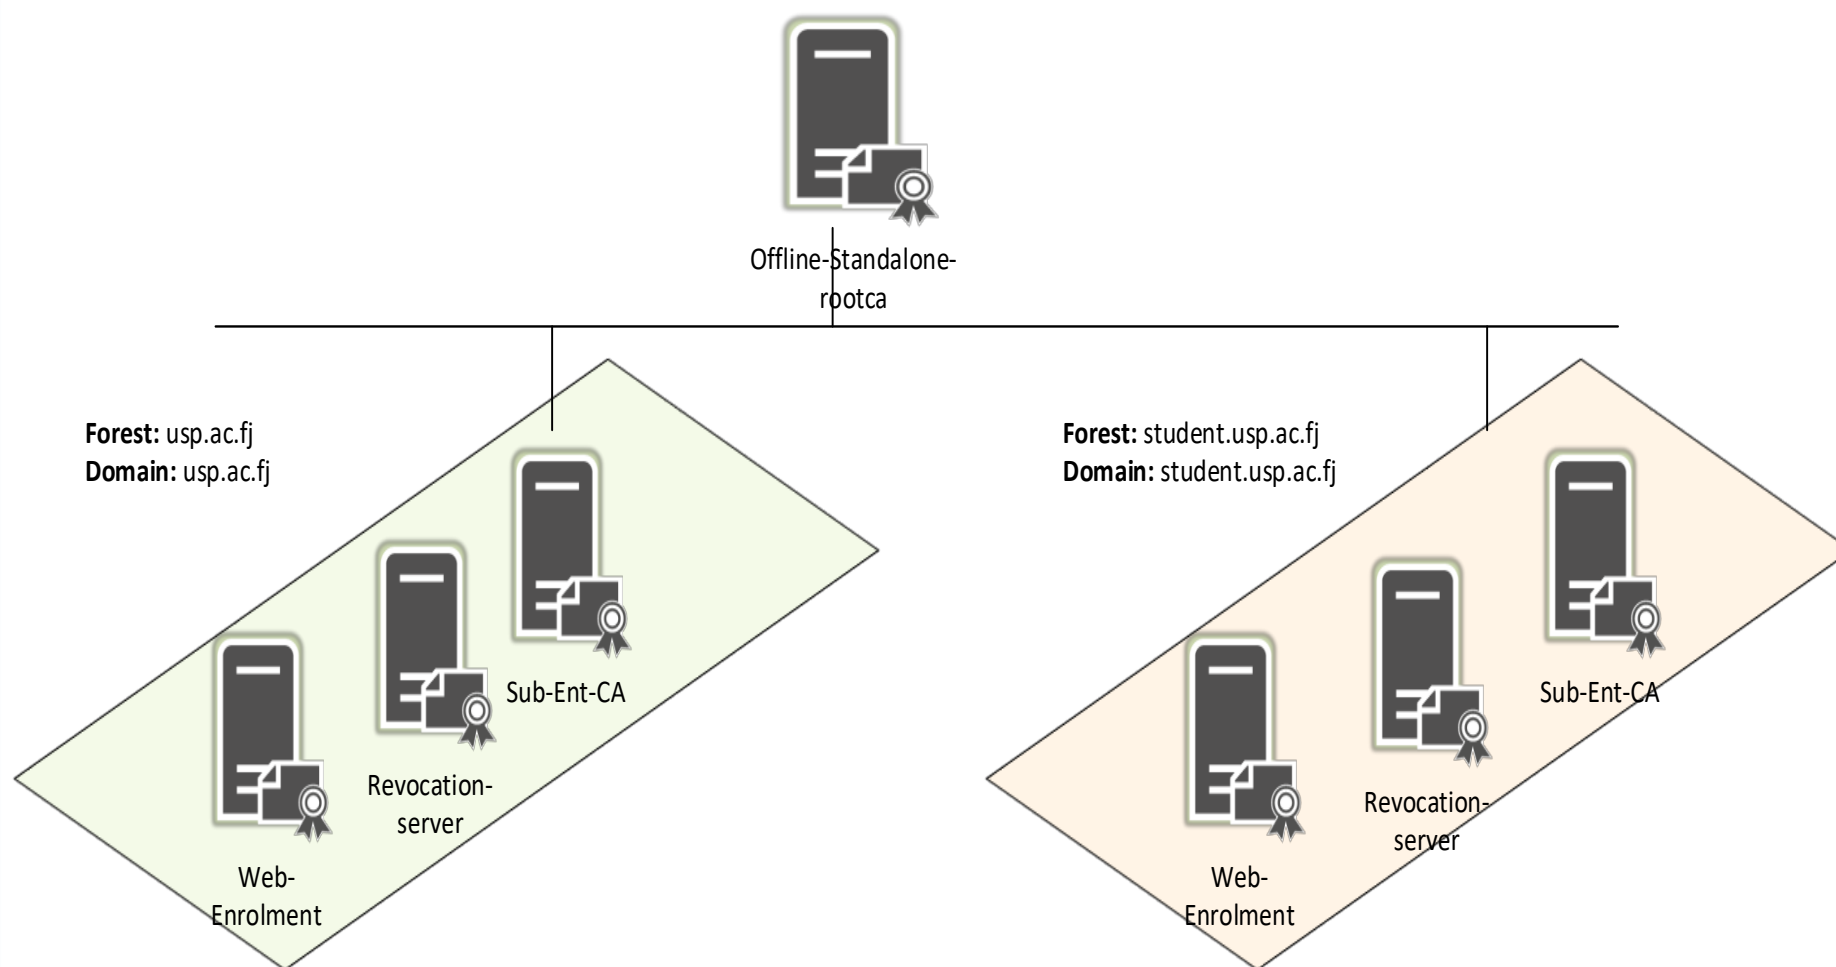 Offline-Standalone-
rootca
Forest: usp.ac.fj
Domain: usp.ac.fj
Sub-Ent-CA
Revocation-
server
Web-
Enrolment
Forest: student.usp.ac.fj
Domain: student.usp.ac.fj
Sub-Ent-CA
Revocation-
server
Web-
Enrolment